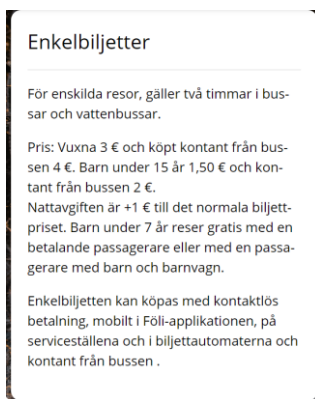 Enkelbiljetter
För enskilda resor, gäller två timmar i bus-
sar och vattenbussar.
Pris: Vuxna 3 € och köpt kontant från bus-
sen 4 €. Barn under 15 år 1,50 € och kon-
tant från bussen 2 €.
Nattavgiften är +1 € till det normala biljett-
priset. Barn under 7 år reser gratis med en
betalande passagerare eller med en passa-
gerare med barn och barnvagn.
Enkelbiljetten kan köpas med kontaktlös
betalning, mobilt i Föli-applikationen, på
serviceställena och i biljettautomaterna och
kontant från bussen .